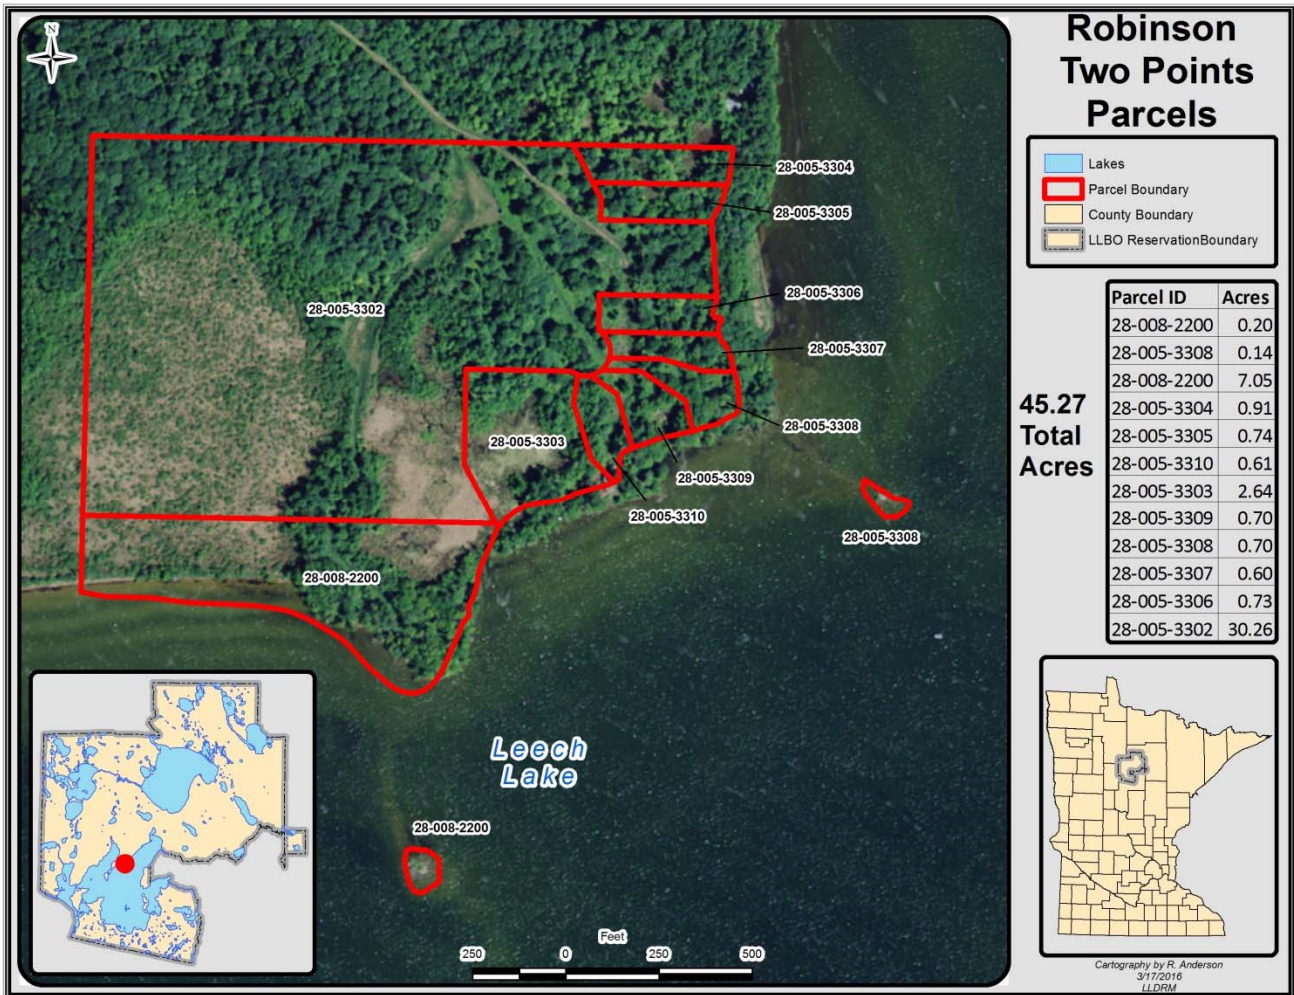 Robinson
Two Points
Parcels
Lakes
Parcel Boundary
County Boundary
LLBO ReservationBoundary
Parcel ID Acres
28-008-2200 0.20
28-005-3308 0.14
28-008-2200 7.05
28-005-3304 0.91
28-005-3305 0.74
28-005-3310 0.61
28-005-3303 2.64
28-005-3309 0.70
28-005-3308 0.70
28-005-3307 0.60
28-005-3306 0.73
28-005-3302 30.26
45.27
Total
Acres
N
28-005-3304
28-005-3305
28-005-3306
28-005-3302
28-005-3307
28-005-3308
28-005-3303
28-005-3309
28-005-3310
28-005-3308
28-008-2200
Leech
Lake
28-008-2200
Feet
250 0 250 500
Cartography by R. Anderson
3/17/2016
LLDRM